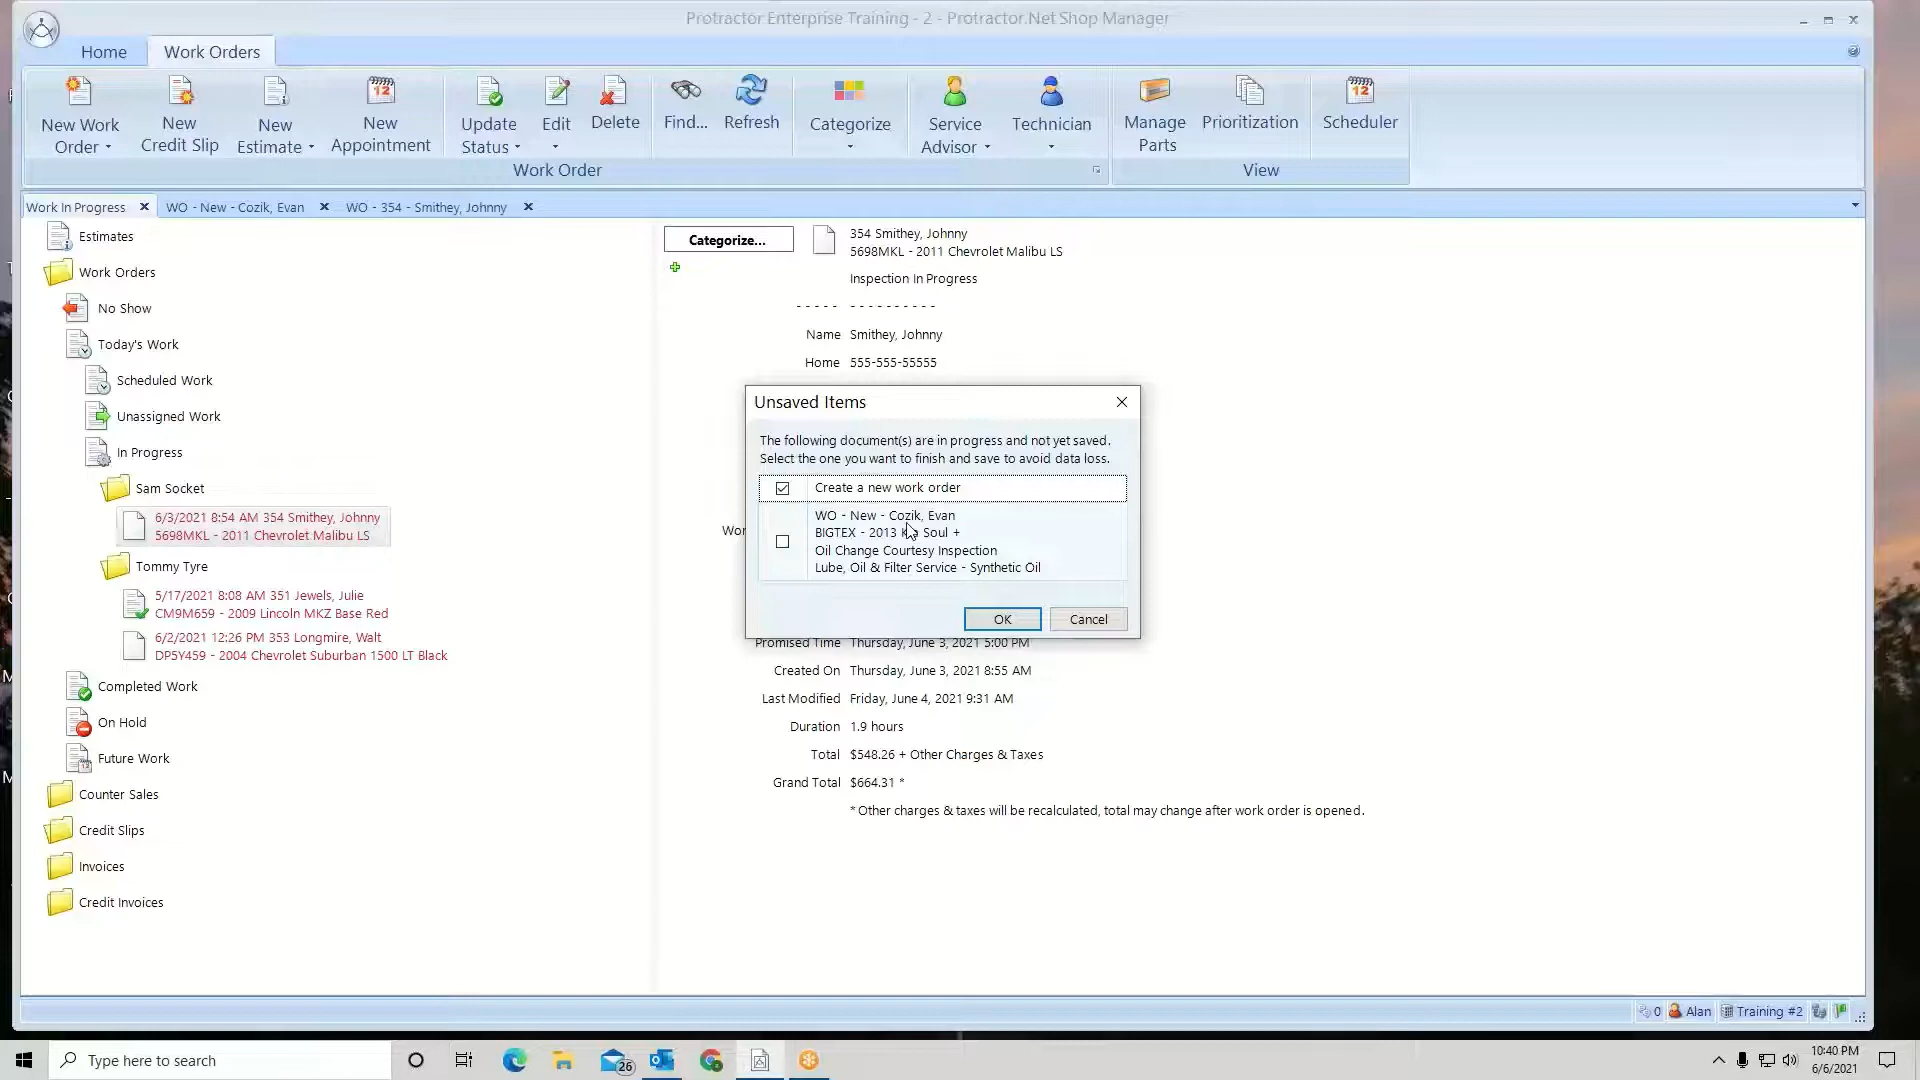 Protractor Enterprise Training - 2 - Protractor.Net Shop Manager
Home
Work Orders
New Work
Order
New
Credit Slip
New
Estimate
12
New
Appointment
Update
Status
Edit
Delete
Find...
Refresh
Categorize
Service
Advisor
Technician
Manage
Parts
Prioritization
12
Scheduler
Work Order
View
Work In Progress
WO - New - Cozik, Evan
WO - 354 - Smithey, Johnny
Estimates
Work Orders
No Show
Today's Work
Scheduled Work
Unassigned Work
In Progress
Sam Socket
6/3/2021 8:54 AM 354 Smithey, Johnny
5698MKL - 2011 Chevrolet Malibu LS
Tommy Tyre
5/17/2021 8:08 AM 351 Jewels, Julie
CM9M659 - 2009 Lincoln MKZ Base Red
6/2/2021 12:26 PM 353 Longmire, Walt
DP5Y459 - 2004 Chevrolet Suburban 1500 LT Black
Completed Work
On Hold
Future Work
Counter Sales
Credit Slips
Invoices
Credit Invoices
Categorize...
354 Smithey, Johnny
5698MKL - 2011 Chevrolet Malibu LS
Inspection In Progress
- - - - - - - - - - - - - - -
Name Smithey, Johnny
Home 555-555-55555
Unsaved Items
The following document(s) are in progress and not yet saved.
Select the one you want to finish and save to avoid data loss.
Create a new work order
WO - New - Cozik, Evan
BIGTEX - 2013 Soul +
Oil Change Courtesy Inspection
Lube, Oil & Filter Service - Synthetic Oil
OK
Cancel
Promised Time Thursday, June 3, 2021 5:00 PM
Created On Thursday, June 3, 2021 8:55 AM
Last Modified Friday, June 4, 2021 9:31 AM
Duration 1.9 hours
Total $548.26 + Other Charges & Taxes
Grand Total $664.31 *
* Other charges & taxes will be recalculated, total may change after work order is opened.
0
Alan
Training #2
Type here to search
26
10:40 PM
6/6/2021